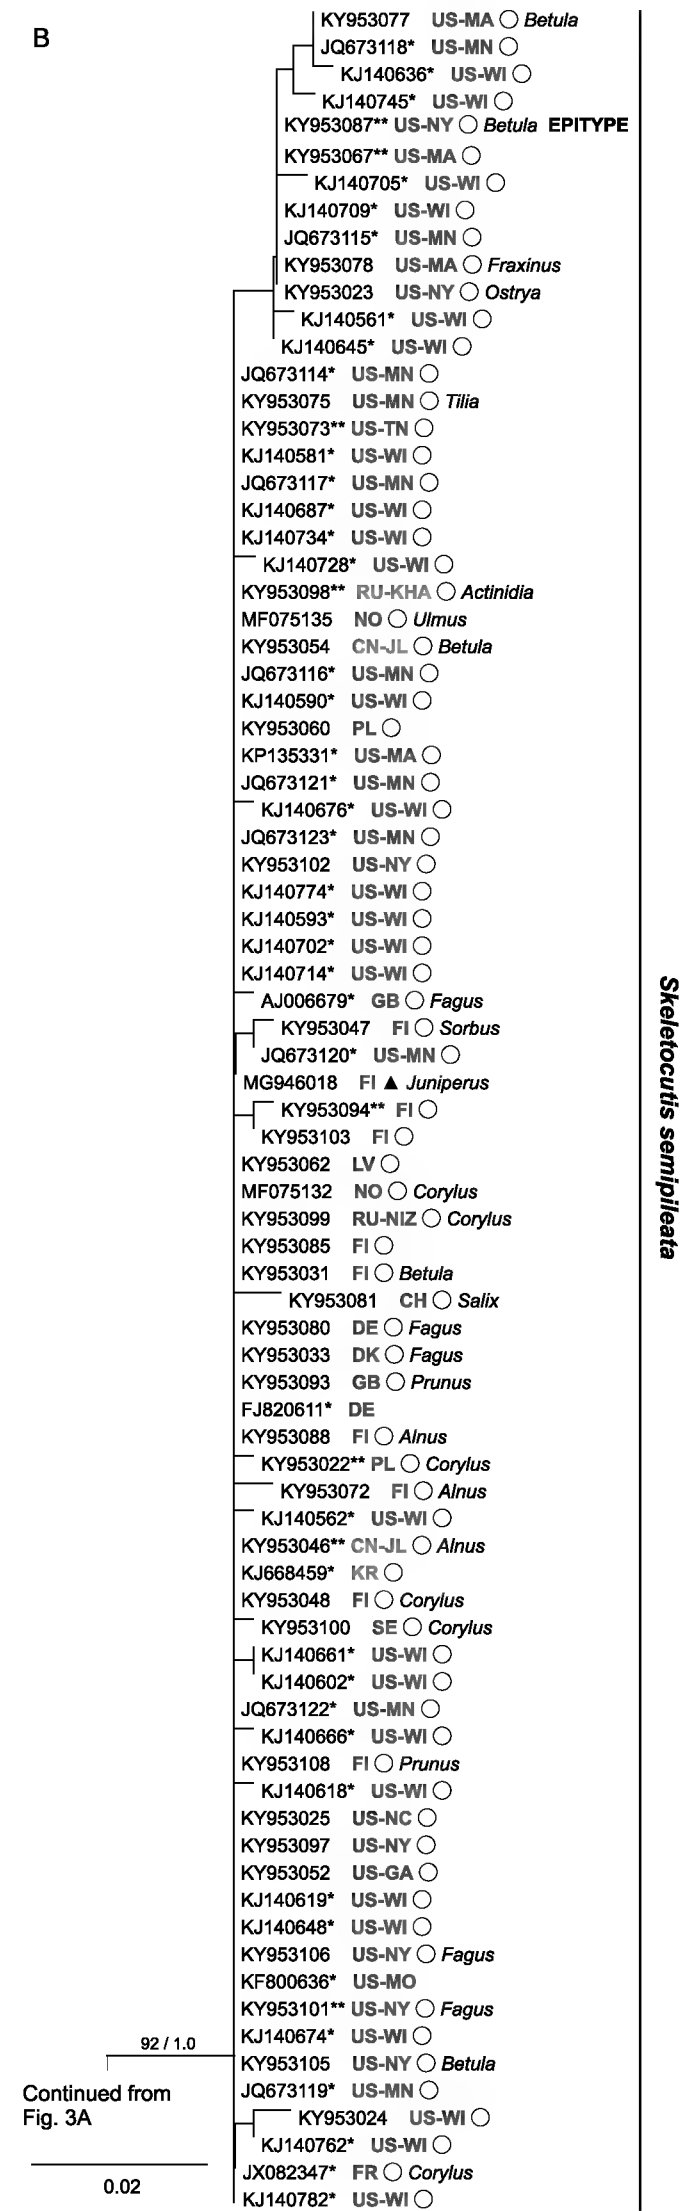 B
KY953077 US-MA ○ Betula
JQ673118* US-MN ○
KJ140636* US-WI ○
KJ140745* US-WI ○
KY953087** US-NY ○ Betula EPITYPE
KY953067** US-MA ○
KJ140705* US-WI ○
KJ140709* US-WI ○
JQ673115* US-MN ○
KY953078 US-MA ○ Fraxinus
KY953023 US-NY ○ Ostrya
KJ140561* US-WI ○
KJ140645* US-WI ○
JQ673114* US-MN ○
KY953075 US-MN ○ Tilia
KY953073** US-TN ○
KJ140581* US-WI ○
JQ673117* US-MN ○
KJ140687* US-WI ○
KJ140734* US-WI ○
KJ140728* US-WI ○
KY953098** RU-KHA ○ Actinidia
MF075135 NO ○ Ulmus
KY953054 CN-JL ○ Betula
JQ673116* US-MN ○
KJ140590* US-WI ○
KY953060 PL ○
KP135331* US-MA ○
JQ673121* US-MN ○
KJ140676* US-WI ○
JQ673123* US-MN ○
KY953102 US-NY ○
KJ140774* US-WI ○
KJ140593* US-WI ○
KJ140702* US-WI ○
KJ140714* US-WI ○
AJ006679* GB ○ Fagus
KY953047 FI ○ Sorbus
JQ673120* US-MN ○
MG946018 FI ▲ Juniperus
KY953094** FI ○
KY953103 FI ○
KY953062 LV ○
MF075132 NO ○ Corylus
KY953099 RU-NIZ ○ Corylus
KY953085 FI ○
KY953031 FI ○ Betula
KY953081 CH ○ Salix
KY953080 DE ○ Fagus
KY953033 DK ○ Fagus
KY953093 GB ○ Prunus
FJ820611* DE
KY953088 FI ○ Alnus
KY953022** PL ○ Corylus
KY953072 FI ○ Alnus
KJ140562* US-WI ○
KY953046** CN-JL ○ Alnus
KJ668459* KR ○
KY953048 FI ○ Corylus
KY953100 SE ○ Corylus
KJ140661* US-WI ○
KJ140602* US-WI ○
JQ673122* US-MN ○
KJ140666* US-WI ○
KY953108 FI ○ Prunus
KJ140618* US-WI ○
KY953025 US-NC ○
KY953097 US-NY ○
KY953052 US-GA ○
KJ140619* US-WI ○
KJ140648* US-WI ○
KY953106 US-NY ○ Fagus
KF800636* US-MO
KY953101** US-NY ○ Fagus
KJ140674* US-WI ○
KY953105 US-NY ○ Betula
JQ673119* US-MN ○
KY953024 US-WI ○
KJ140762* US-WI ○
JX082347* FR ○ Corylus
KJ140782* US-WI ○
Skeletocutis semipileata
92 / 1.0
Continued from
Fig. 3A
0.02